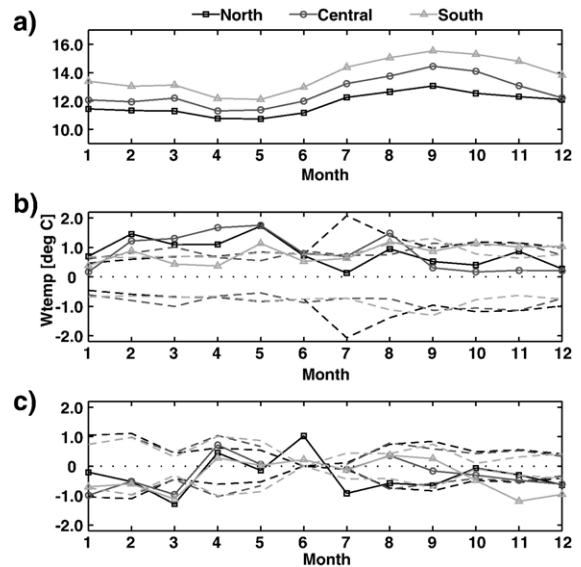 North Central South
a)
16.0
14.0
12.0
10.0
1 2 3 4 5 6 7 8 9 10 11 12
Month
b)
Wtemp [deg C]
2.0
1.0
0
-1.0
-2.0
1 2 3 4 5 6 7 8 9 10 11 12
Month
c)
2.0
1.0
0
-1.0
-2.0
1 2 3 4 5 6 7 8 9 10 11 12
Month